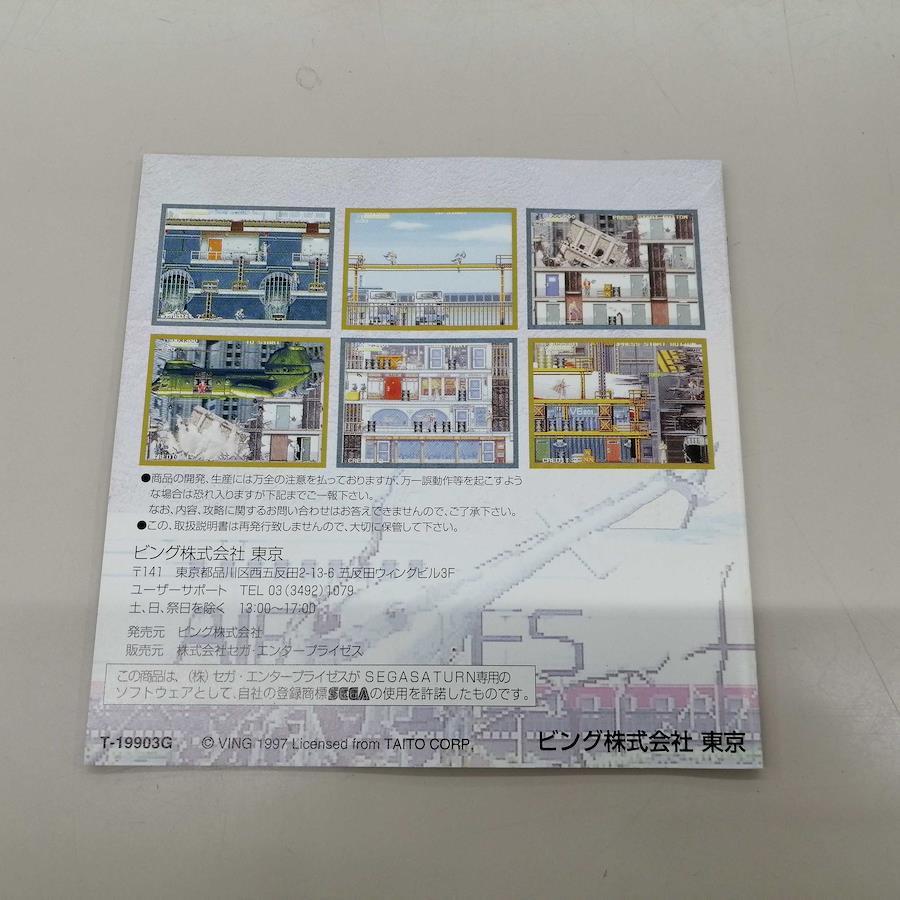 VB801
●商品の開発、生産には万全の注意を払っておりますが、万一誤動作等を起こすよう
な場合は恐れ入りますが下記までご一報下さい。
なお、内容、攻略に関するお問い合わせはお答えできませんので、ご了承下さい。
●この、取扱説明書は再発行致しませんので、大切に保管して下さい。
ビング株式会社 東京
〒141 東京都品川区西五反田2-13-6 五反田ウィングビル3F
ユーザーサポート TEL 03(3492)1079
土、日、祭日を除く 13:00～17:00
発売元 ビング株式会社
販売元 株式会社セガ・エンタープライゼス
この商品は、(株)セガ・エンタープライゼスが SEGASATURN専用の
ソフトウェアとして、自社の登録商標SEGAの使用を許諾したものです。
T-19903G © VING 1997 Licensed from TAITO CORP. ビング株式会社 東京